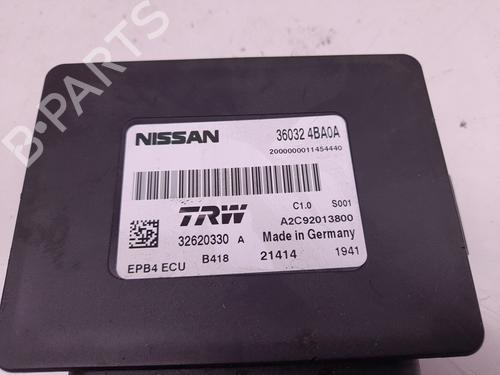 B-PARTS
NISSAN 36032 4BA0A
2000000011454440
C1.0 S001
TRW A2C92013800
32620330 A Made in Germany
EPB4 ECU B418 21414 1941